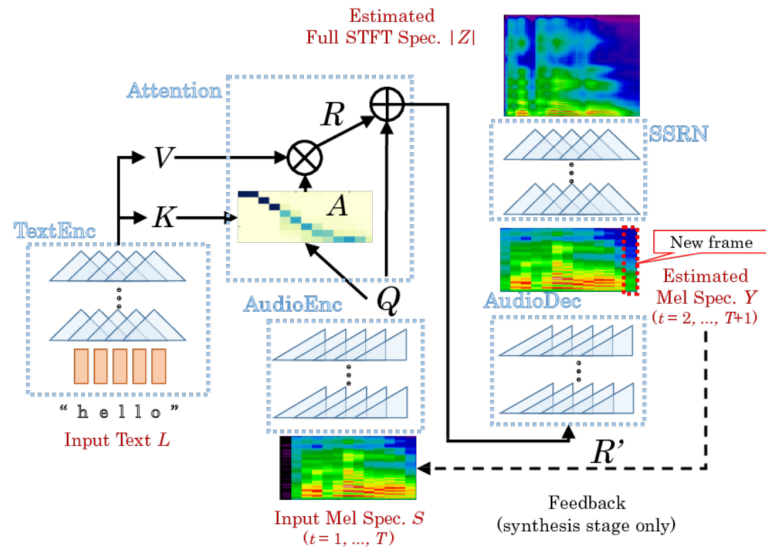 Estimated
Full STFT Spec. |Z|
Attention
R
SSRN
V
A
K
TextEnc
New frame
Estimated
Mel Spec. Y
(t = 2, ..., T+1)
Q
AudioEnc
AudioDec
“hello”
Input Text L
R’
Input Mel Spec. S
(t = 1, ..., T)
Feedback
(synthesis stage only)